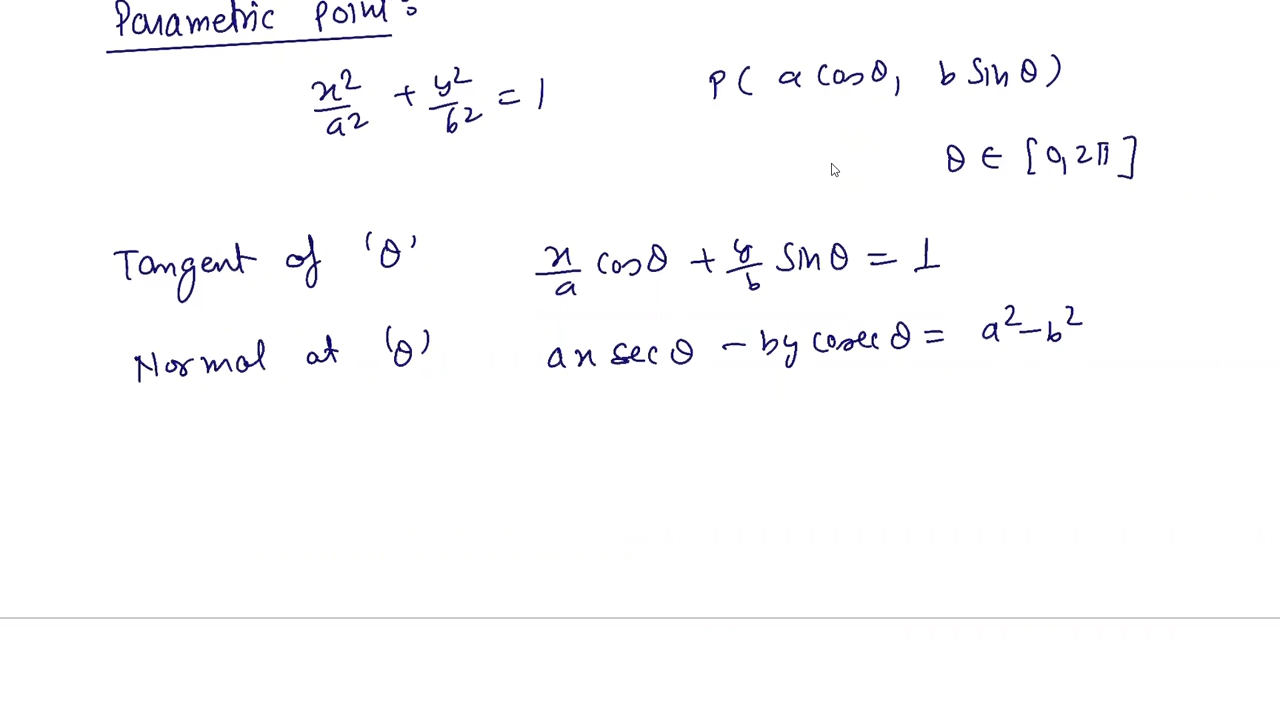 Parametric Point:
x²/a² + y²/b² = 1 P( a cosθ, b sinθ)
θ ∈ [0, 2π]
Tangent of 'θ' x/a cosθ + y/b sinθ = 1
Normal at 'θ' ax secθ - by cosecθ = a² - b²